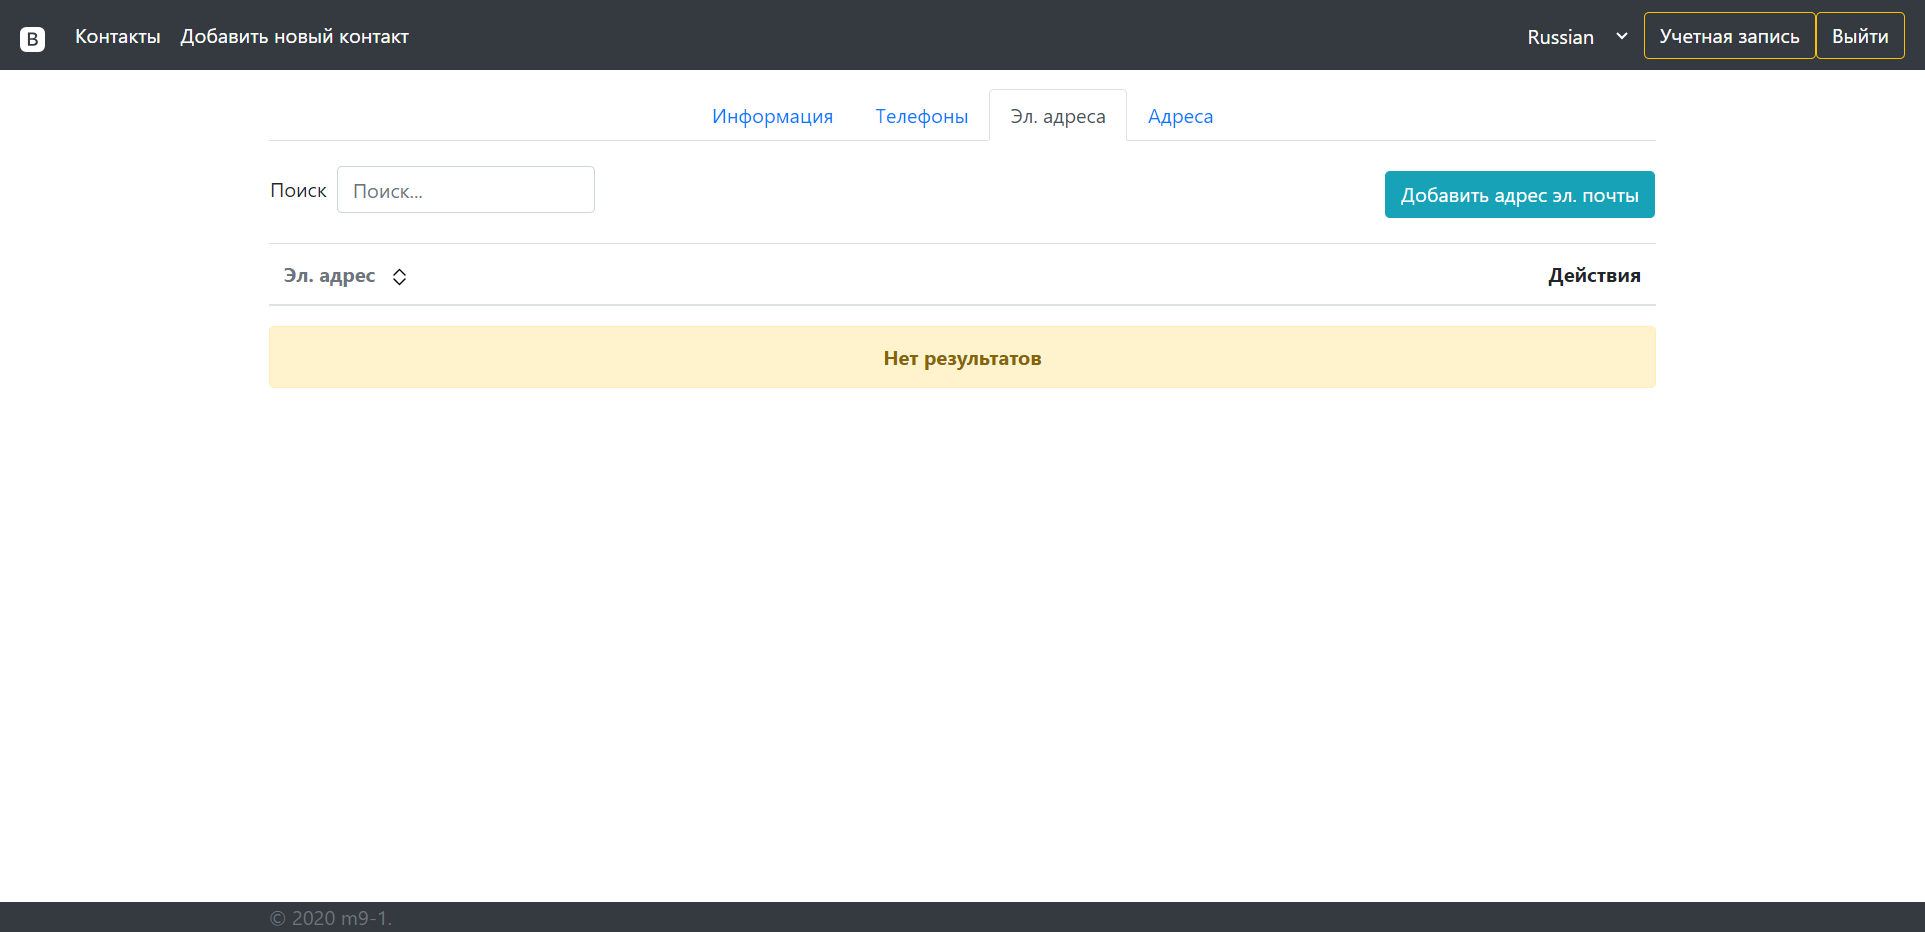 B Контакты Добавить новый контакт Russian Учетная запись Выйти
Информация Телефоны Эл. адреса Адреса
Поиск Поиск... Добавить адрес эл. почты
Эл. адрес Действия
Нет результатов
© 2020 m9-1.